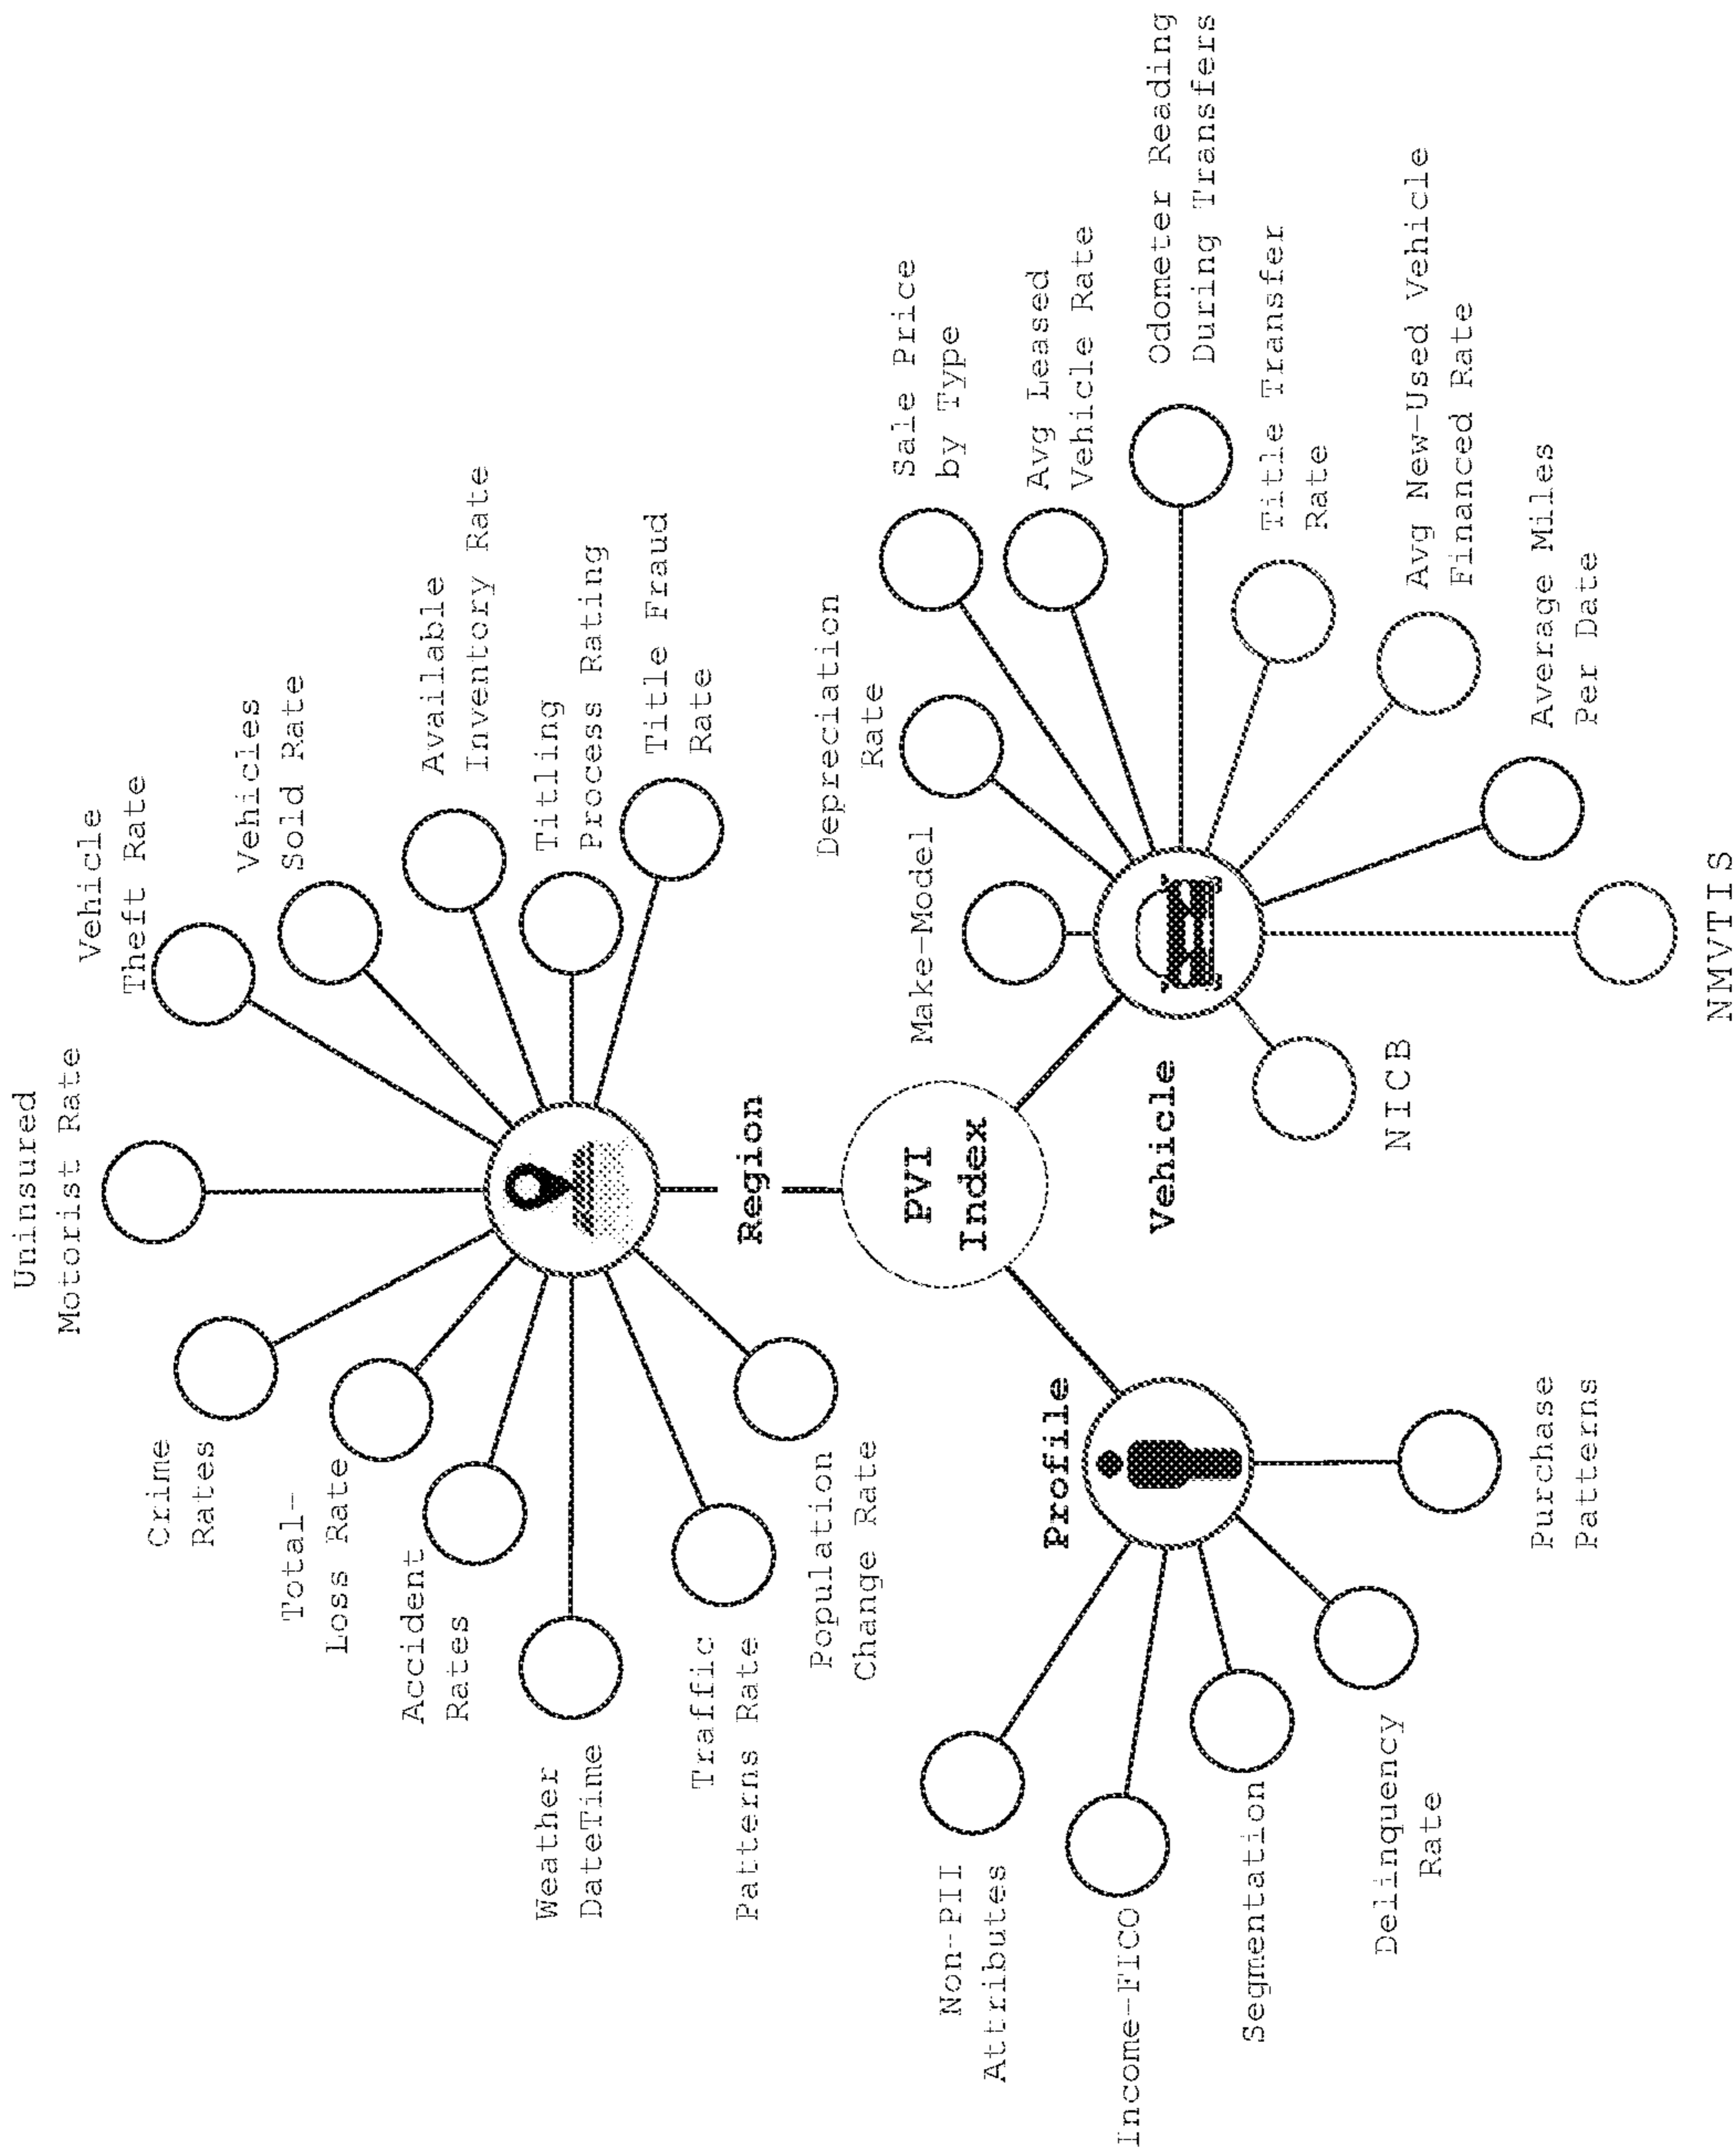 Uninsured
Motorist Rate
Vehicle
Theft Rate
Crime
Rates
Vehicles
Sold Rate
Total-
Loss Rate
Available
Inventory Rate
Accident
Rates
Titling
Process Rating
Weather
DateTime
Title Fraud
Rate
Traffic
Patterns Rate
Population
Change Rate
Region
PVI
Index
Profile
Vehicle
Non-PII
Attributes
Income-FICO
Segmentation
Delinquency
Rate
Purchase
Patterns
Make-Model
Depreciation
Rate
Sale Price
by Type
Avg Leased
Vehicle Rate
Odometer Reading
During Transfers
Title Transfer
Rate
Avg New-Used Vehicle
Financed Rate
Average Miles
Per Date
NICB
NMVTIS